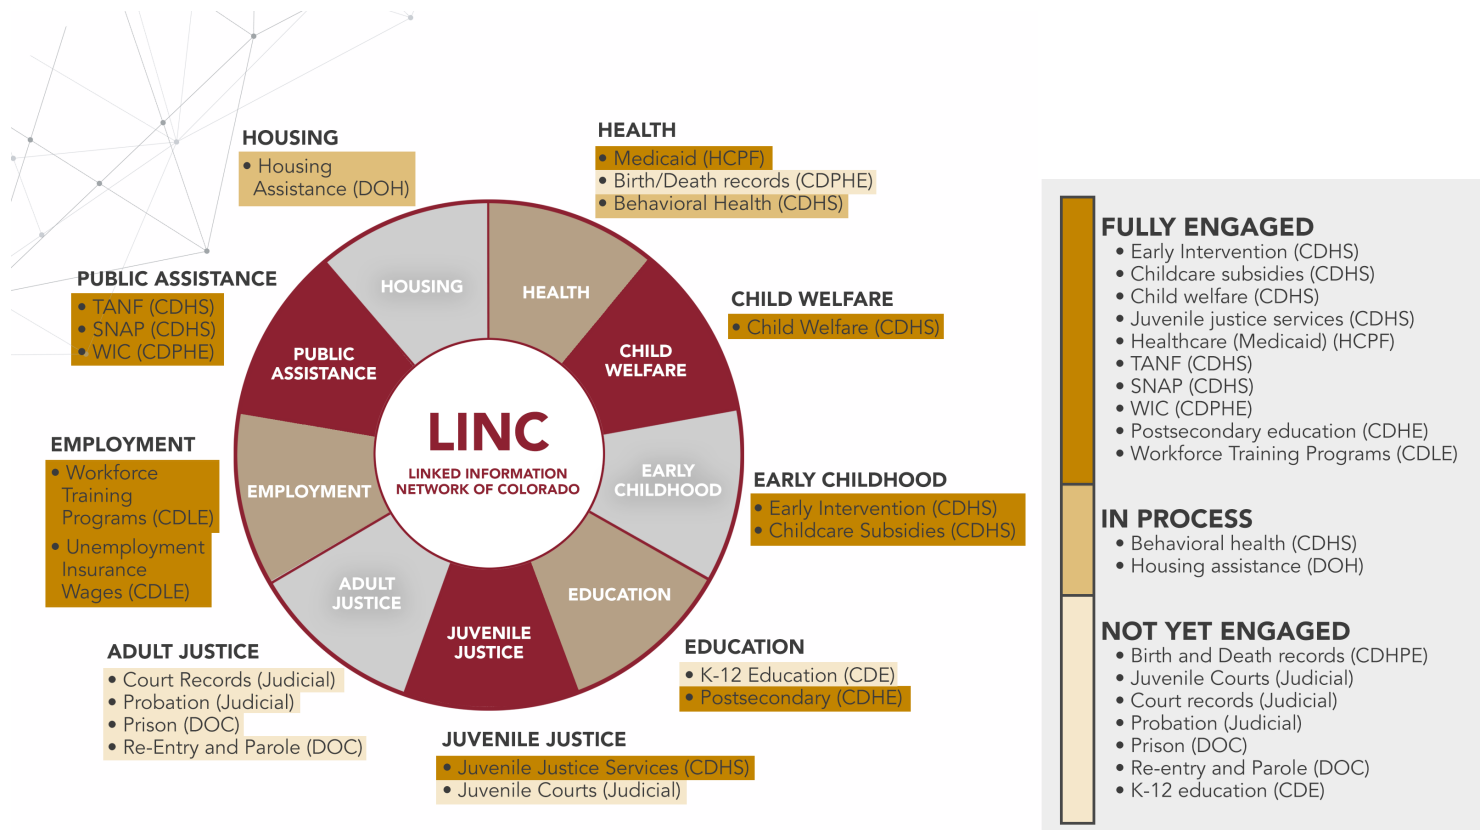 HOUSING
• Housing
Assistance (DOH)
HEALTH
• Medicaid (HCPF)
• Birth/Death records (CDPHE)
• Behavioral Health (CDHS)
PUBLIC ASSISTANCE
• TANF (CDHS)
• SNAP (CDHS)
• WIC (CDPHE)
CHILD WELFARE
• Child Welfare (CDHS)
EMPLOYMENT
• Workforce
Training
Programs (CDLE)
• Unemployment
Insurance
Wages (CDLE)
EARLY CHILDHOOD
• Early Intervention (CDHS)
• Childcare Subsidies (CDHS)
ADULT JUSTICE
• Court Records (Judicial)
• Probation (Judicial)
• Prison (DOC)
• Re-Entry and Parole (DOC)
EDUCATION
• K-12 Education (CDE)
• Postsecondary (CDHE)
JUVENILE JUSTICE
• Juvenile Justice Services (CDHS)
• Juvenile Courts (Judicial)
HOUSING
HEALTH
PUBLIC
ASSISTANCE
CHILD
WELFARE
EMPLOYMENT
EARLY
CHILDHOOD
ADULT
JUSTICE
EDUCATION
JUVENILE
JUSTICE
LINC
LINKED INFORMATION
NETWORK OF COLORADO
FULLY ENGAGED
• Early Intervention (CDHS)
• Childcare subsidies (CDHS)
• Child welfare (CDHS)
• Juvenile justice services (CDHS)
• Healthcare (Medicaid) (HCPF)
• TANF (CDHS)
• SNAP (CDHS)
• WIC (CDPHE)
• Postsecondary education (CDHE)
• Workforce Training Programs (CDLE)
IN PROCESS
• Behavioral health (CDHS)
• Housing assistance (DOH)
NOT YET ENGAGED
• Birth and Death records (CDHPE)
• Juvenile Courts (Judicial)
• Court records (Judicial)
• Probation (Judicial)
• Prison (DOC)
• Re-entry and Parole (DOC)
• K-12 education (CDE)